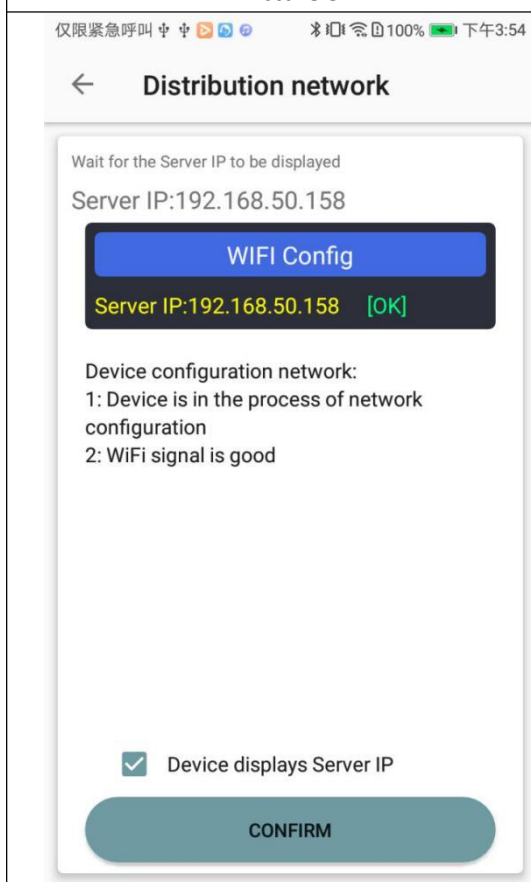 仅限紧急呼叫 100% 下午3:54
Distribution network
Wait for the Server IP to be displayed
Server IP:192.168.50.158
WIFI Config
Server IP:192.168.50.158 [OK]
Device configuration network:
1: Device is in the process of network
configuration
2: WiFi signal is good
Device displays Server IP
CONFIRM